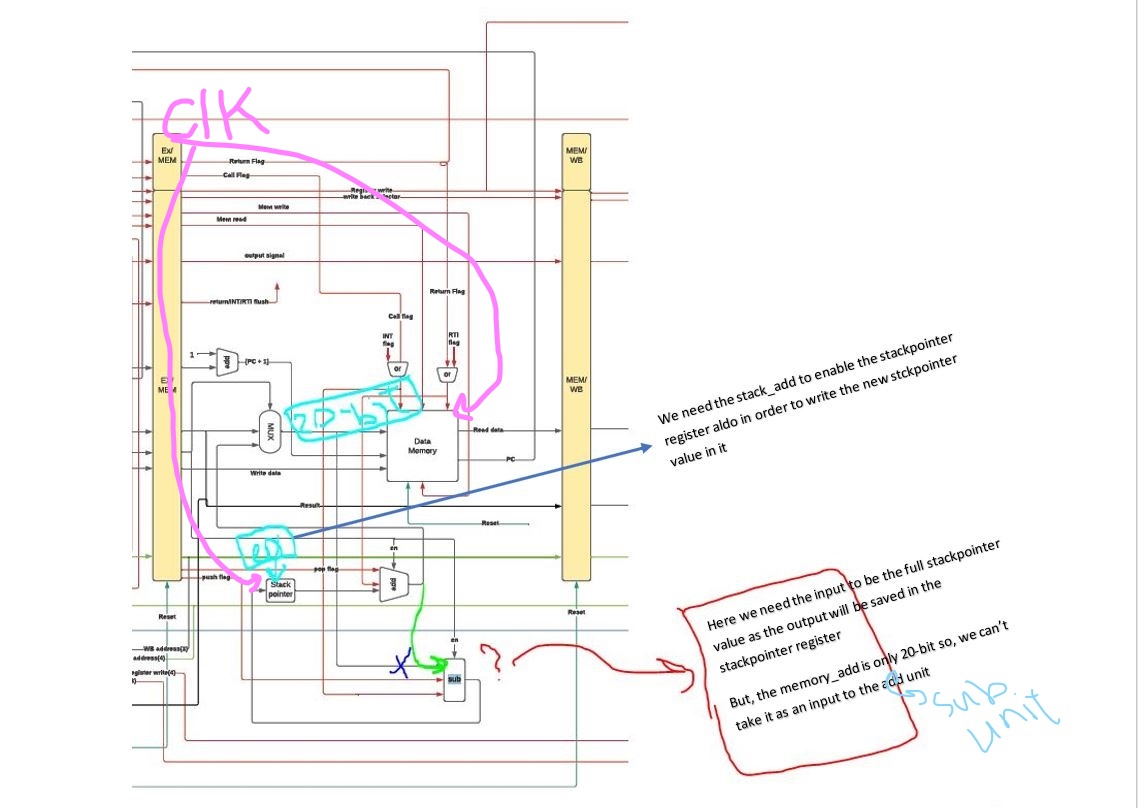 ClK
Ex/
MEM
MEM/
WB
Return Flag
Call Flag
Register write
write back selector
Mem write
Mem read
output signal
return/INT/RTI flush
Return Flag
Call flag
INT
flag
RTI
flag
1
add
[PC + 1]
or
or
EX/
MEM
MEM/
WB
20-bit
MUX
Data
Memory
Read data
PC
Write data
Result
Reset
We need the stack_add to enable the stackpointer
register aldo in order to write the new stckpointer
value in it
en
en
pop flag
push flag
Stack
pointer
add
Reset
Reset
WB address(3)
address(4)
egister write(4)
en
X
?
sub
Here we need the input to be the full stackpointer
value as the output will be saved in the
stackpointer register
But, the memory_add is only 20-bit so, we can't
take it as an input to the add unit
sub
unit